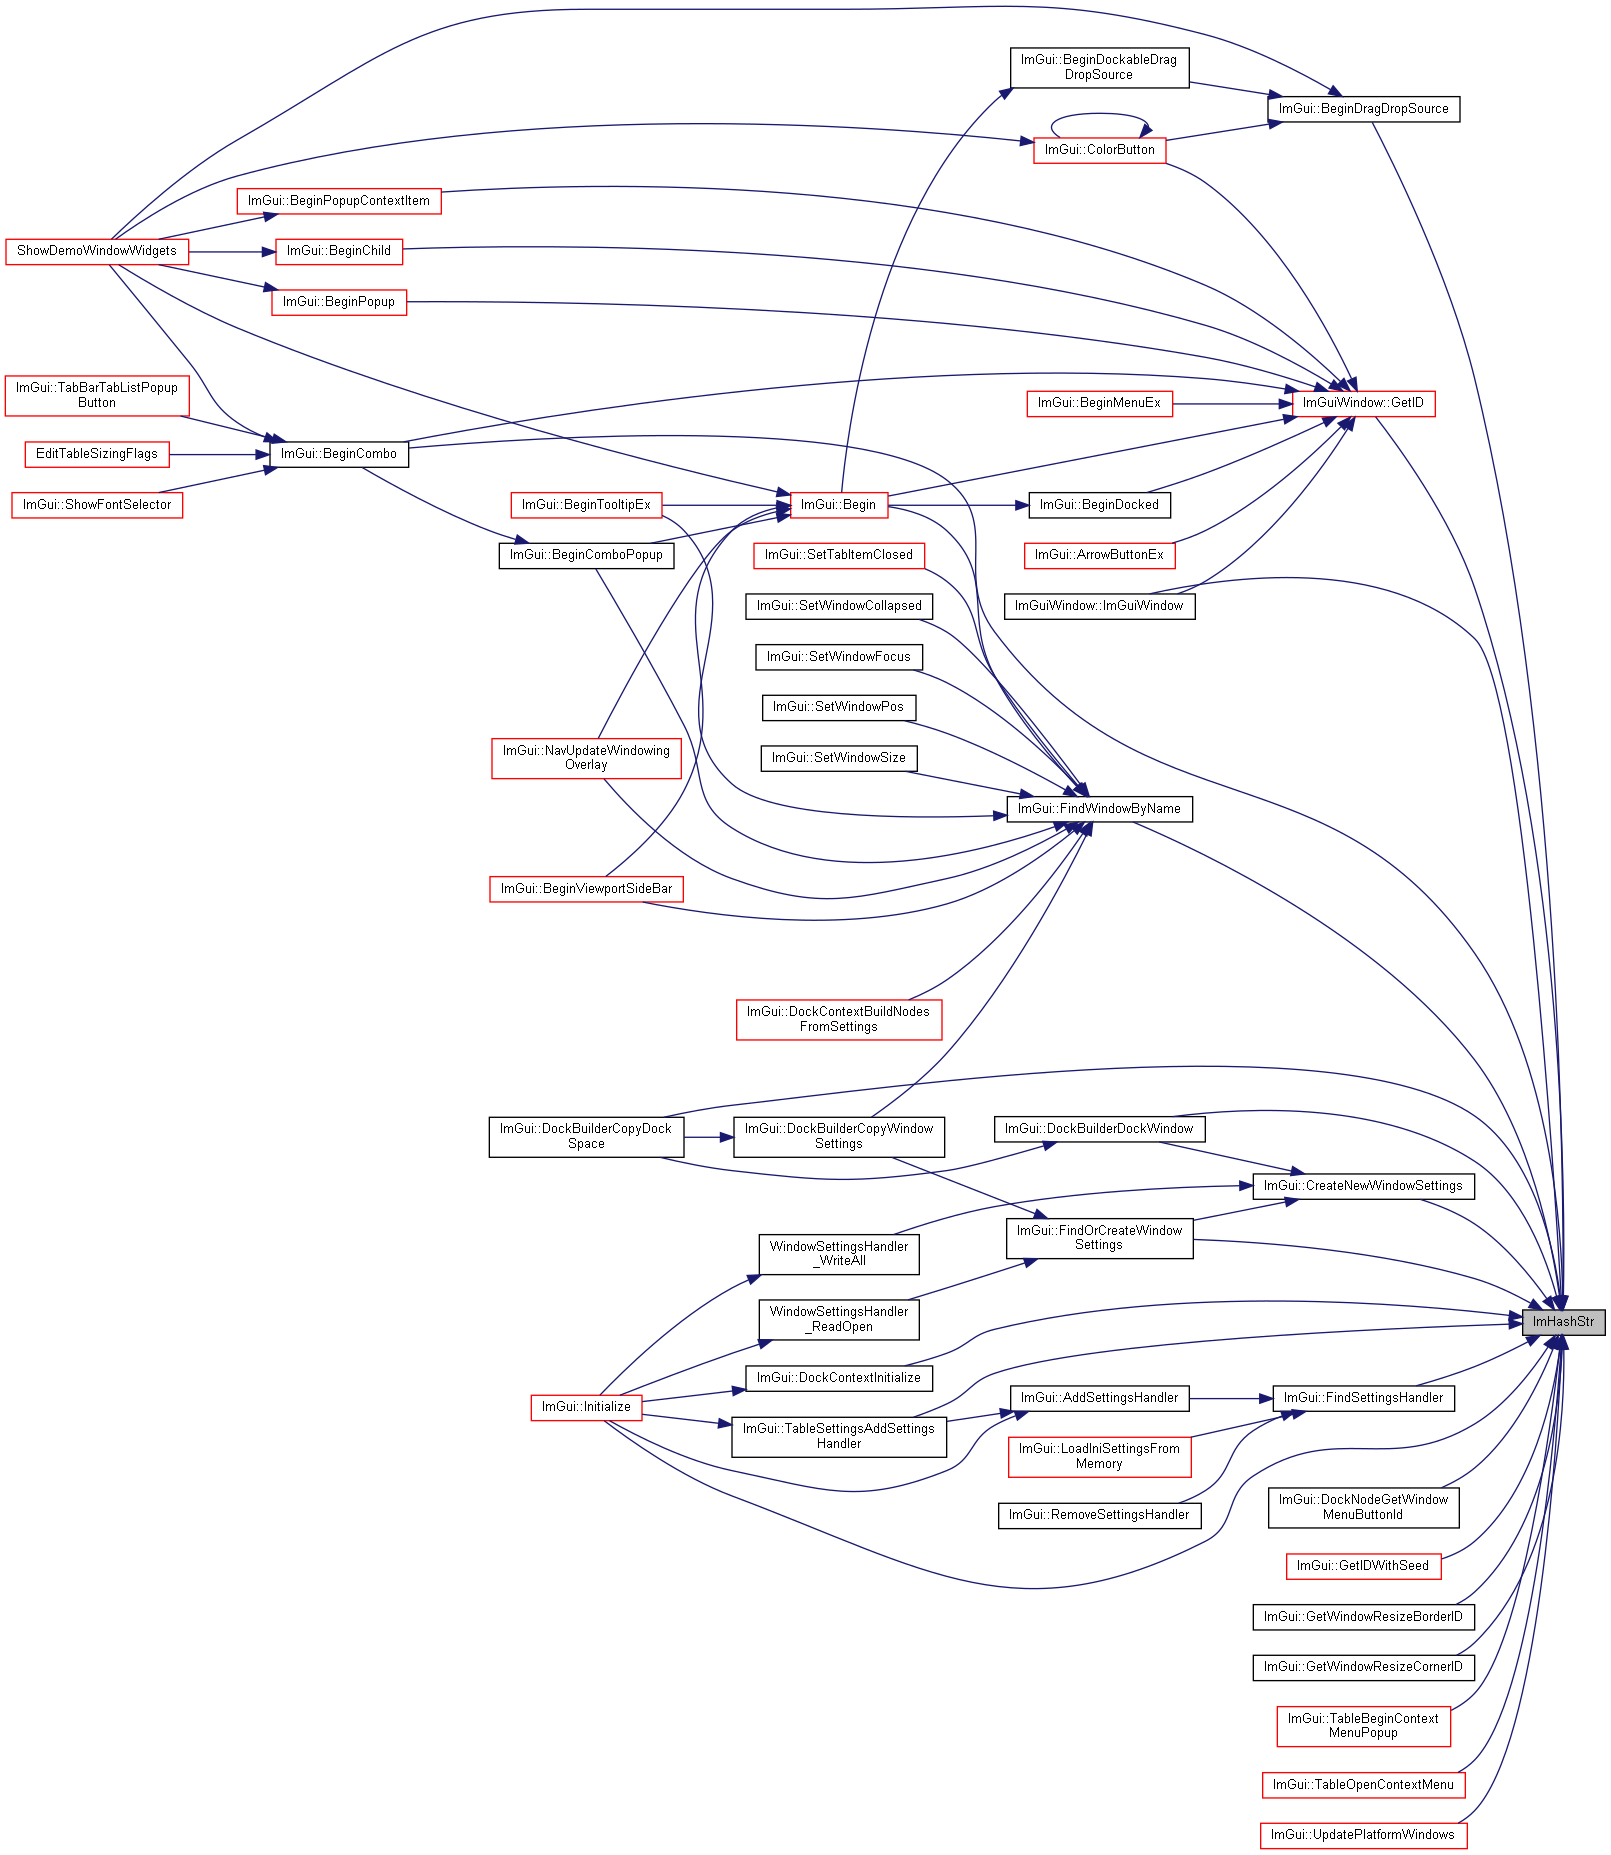 ImGui::BeginDockableDrag
DropSource
ImGui::BeginDragDropSource
ImGui::ColorButton
ImGui::BeginPopupContextItem
ShowDemoWindowWidgets
ImGui::BeginChild
ImGui::BeginPopup
ImGui::TabBarTabListPopup
Button
ImGui::BeginMenuEx
ImGuiWindow::GetID
EditTableSizingFlags
ImGui::BeginCombo
ImGui::ShowFontSelector
ImGui::BeginTooltipEx
ImGui::Begin
ImGui::BeginDocked
ImGui::BeginComboPopup
ImGui::SetTabItemClosed
ImGui::ArrowButtonEx
ImGui::SetWindowCollapsed
ImGuiWindow::ImGuiWindow
ImGui::SetWindowFocus
ImGui::SetWindowPos
ImGui::NavUpdateWindowing
Overlay
ImGui::SetWindowSize
ImGui::FindWindowByName
ImGui::BeginViewportSideBar
ImGui::DockContextBuildNodes
FromSettings
ImGui::DockBuilderCopyDock
Space
ImGui::DockBuilderCopyWindow
Settings
ImGui::DockBuilderDockWindow
ImGui::CreateNewWindowSettings
ImGui::FindOrCreateWindow
Settings
WindowSettingsHandler
_WriteAll
WindowSettingsHandler
_ReadOpen
ImHashStr
ImGui::DockContextInitialize
ImGui::Initialize
ImGui::AddSettingsHandler
ImGui::FindSettingsHandler
ImGui::TableSettingsAddSettings
Handler
ImGui::LoadIniSettingsFrom
Memory
ImGui::RemoveSettingsHandler
ImGui::DockNodeGetWindow
MenuButtonId
ImGui::GetIDWithSeed
ImGui::GetWindowResizeBorderID
ImGui::GetWindowResizeCornerID
ImGui::TableBeginContext
MenuPopup
ImGui::TableOpenContextMenu
ImGui::UpdatePlatformWindows